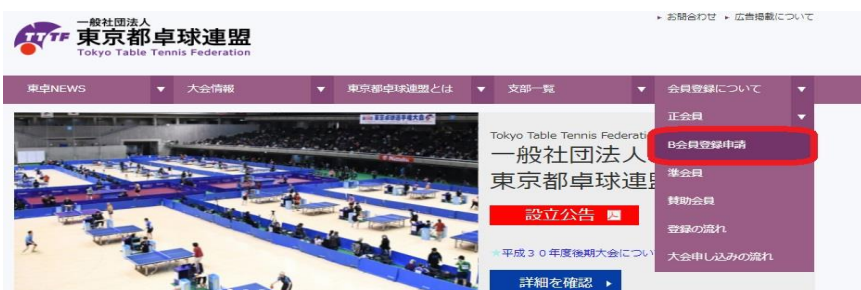 一般社団法人
TTTF 東京都卓球連盟
Tokyo Table Tennis Federation
▸ お問合わせ ▸ 広告掲載について
東卓NEWS ▼ 大会情報 ▼ 東京都卓球連盟とは ▼ 支部一覧 ▼ 会員登録について ▼
正会員 ▼
B会員登録申請
準会員
賛助会員
登録の流れ
大会申し込みの流れ
Tokyo Table Tennis Federati
一般社団法人
東京都卓球連
設立公告
平成30年度後期大会につい
詳細を確認 ▸